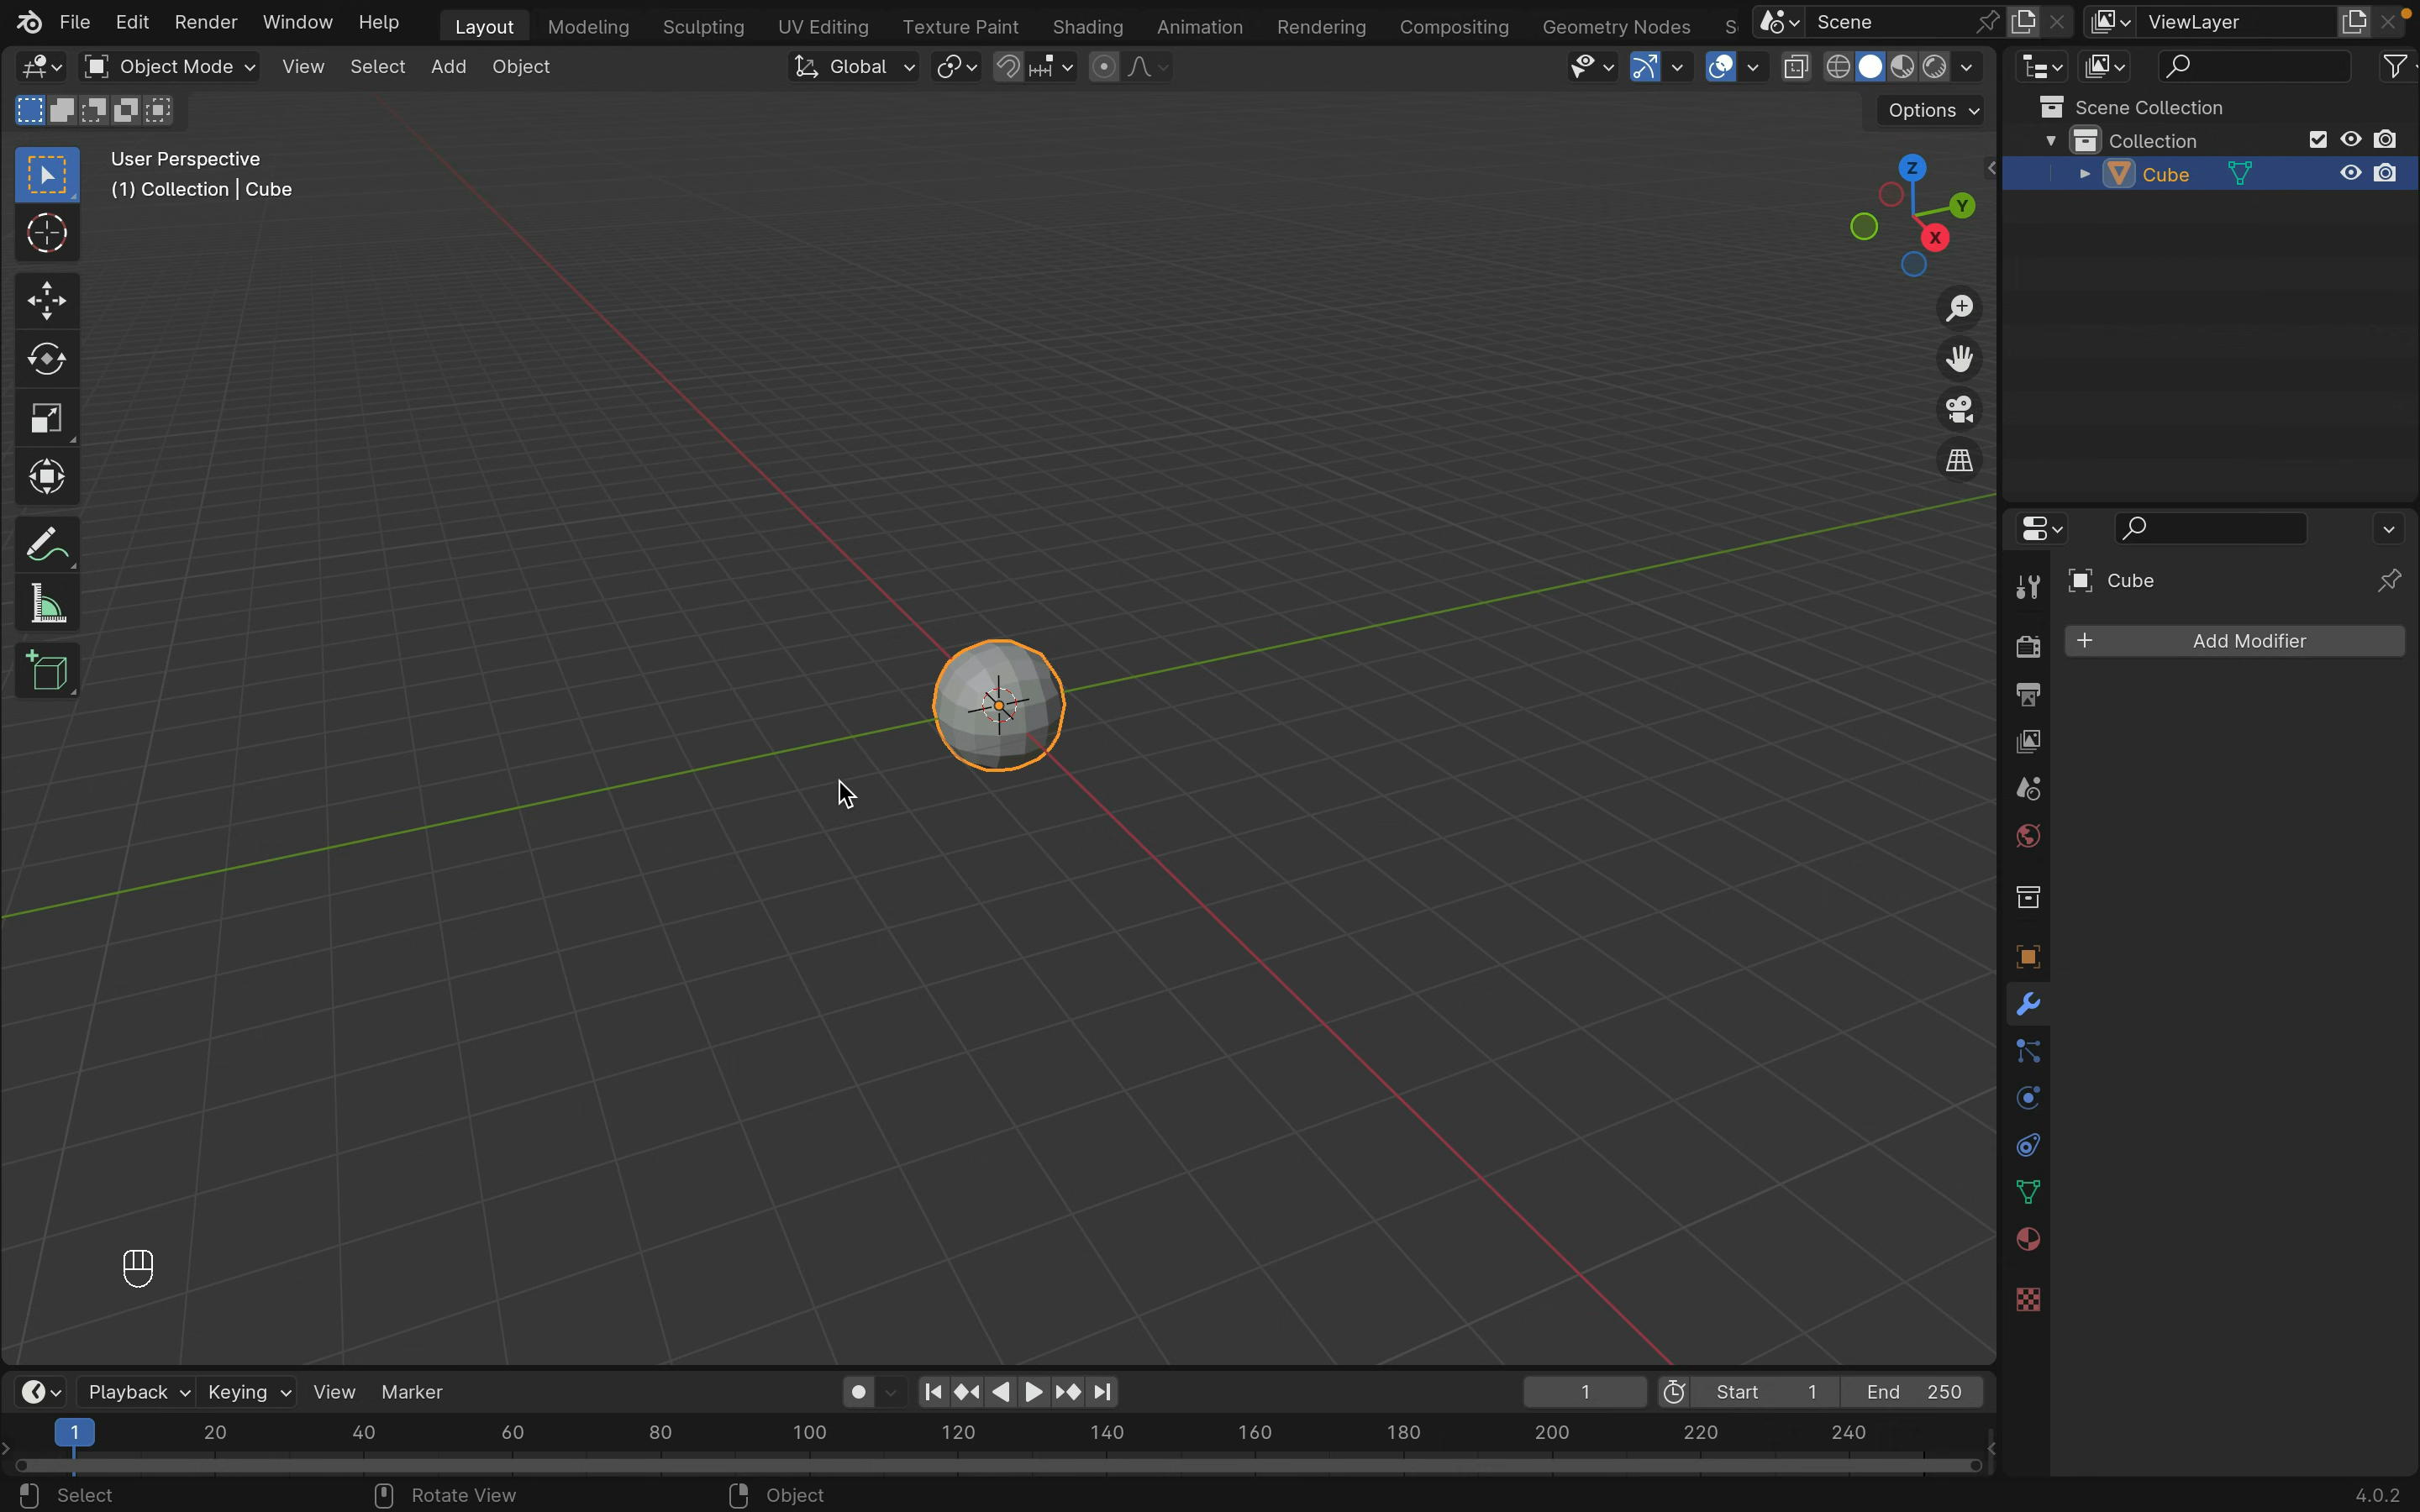 File Edit Render Window Help Layout Modeling Sculpting UV Editing Texture Paint Shading Animation Rendering Compositing Geometry Nodes Scene ViewLayer
Object Mode View Select Add Object Global
Options
User Perspective
(1) Collection | Cube
Z
Y
X
Scene Collection
Collection
Cube
Cube
Add Modifier
Playback Keying View Marker 1 Start 1 End 250
1 20 40 60 80 100 120 140 160 180 200 220 240
Select Rotate View Object 4.0.2